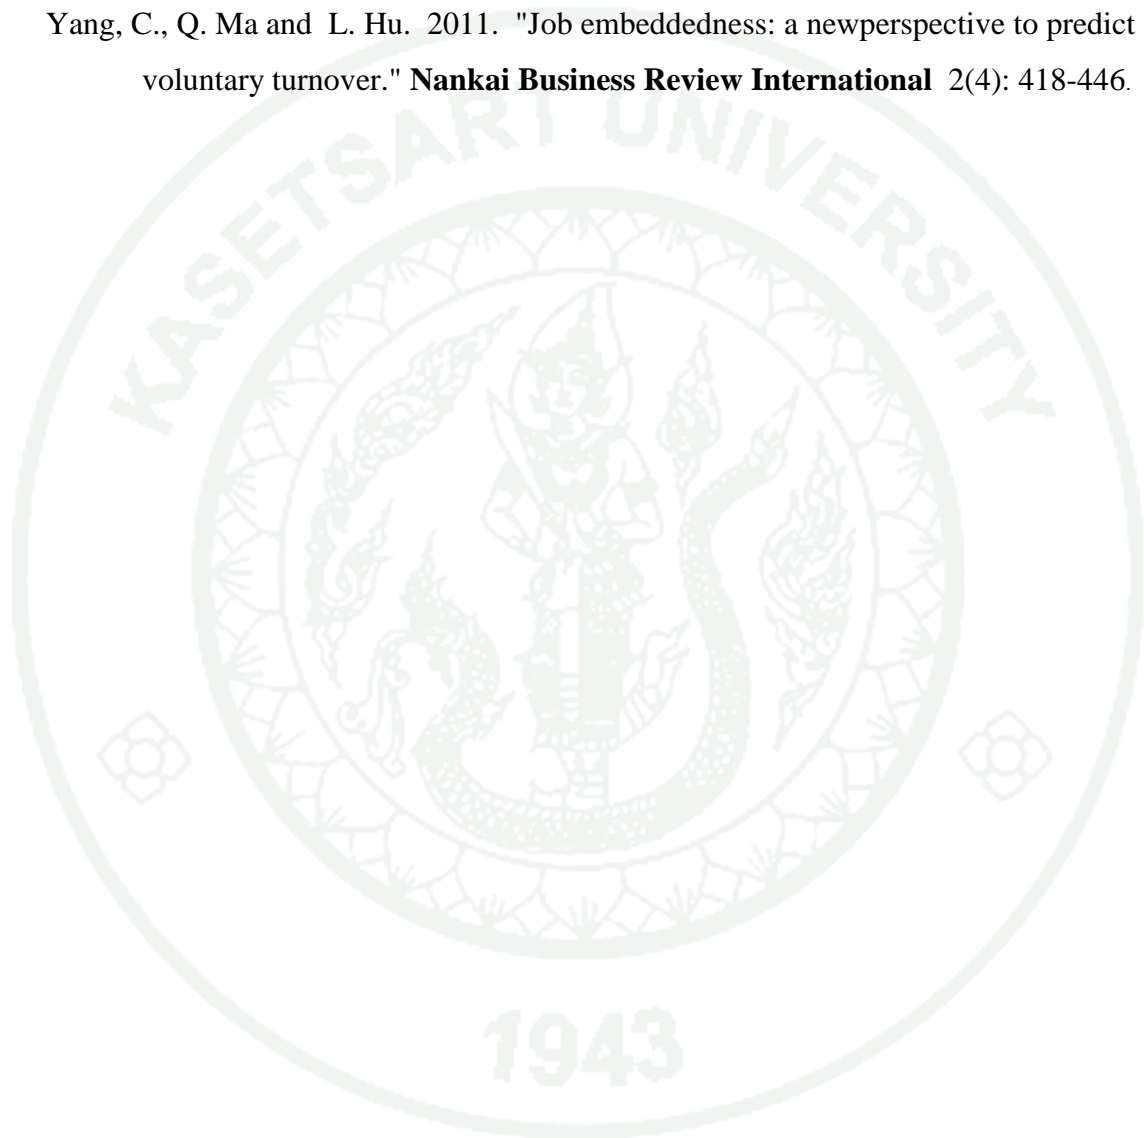 Yang, C., Q. Ma and L. Hu. 2011. "Job embeddedness: a newperspective to predict
voluntary turnover." Nankai Business Review International 2(4): 418-446.
KASETSART UNIVERSITY
1943